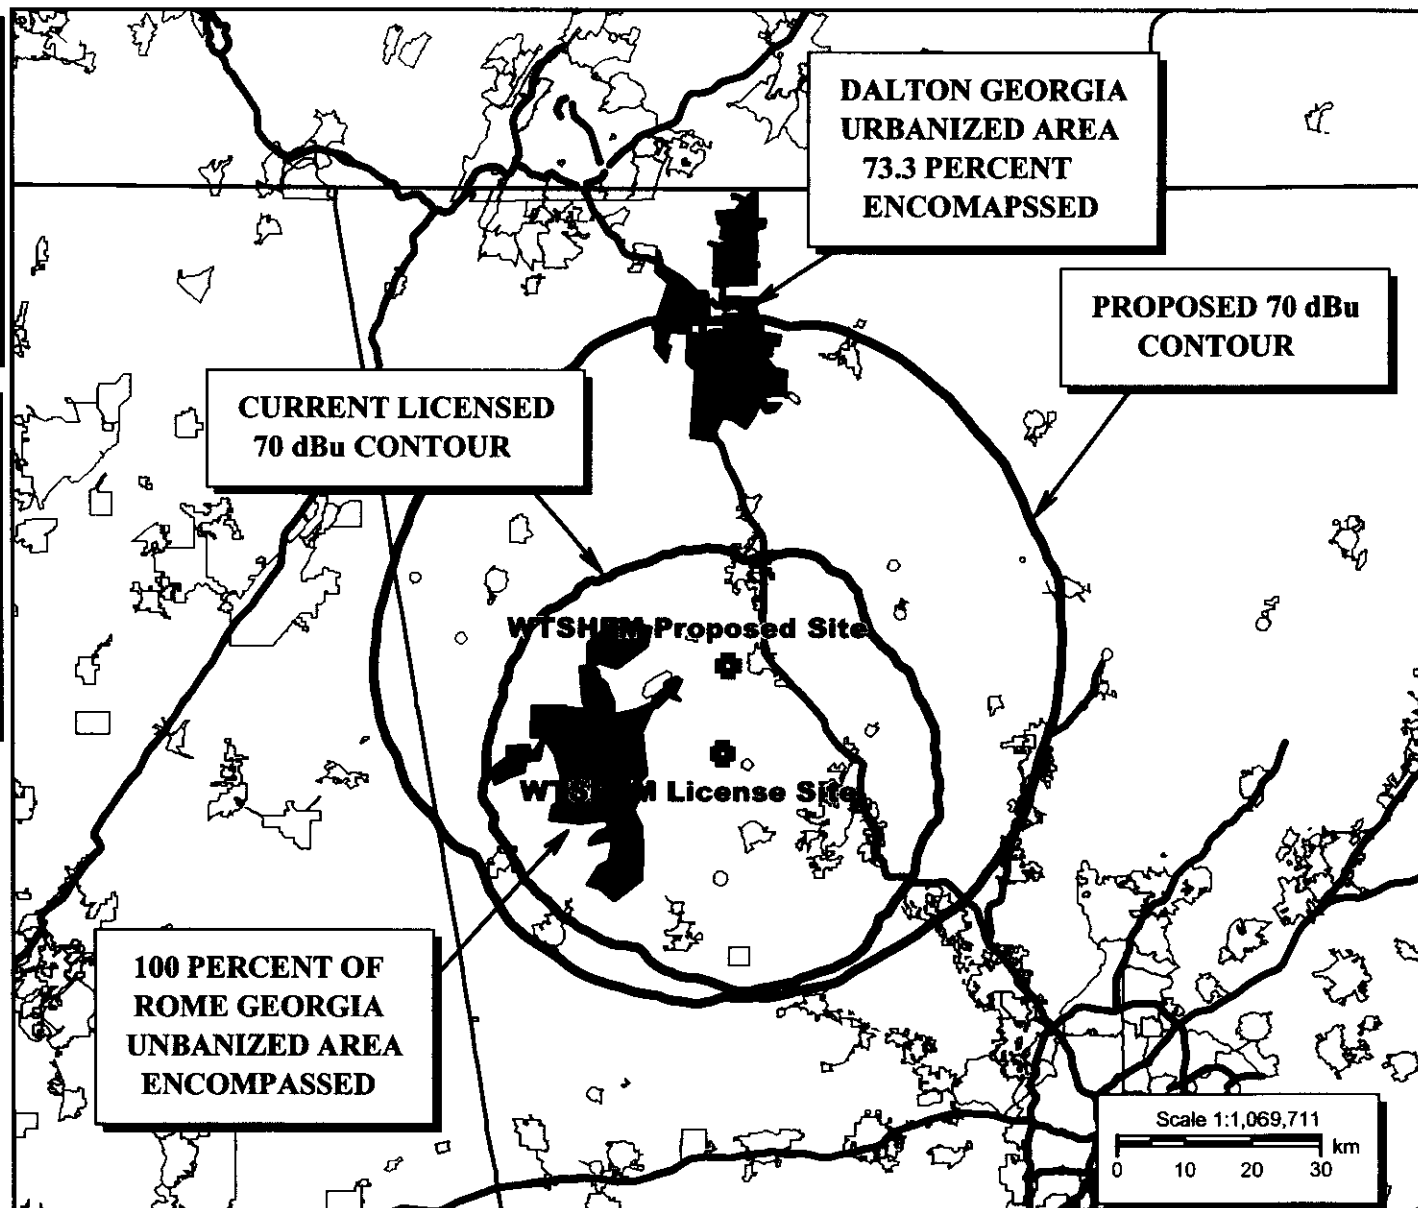 DALTON GEORGIA
URBANIZED AREA
73.3 PERCENT
ENCOMAPSSED
PROPOSED 70 dBu
CONTOUR
CURRENT LICENSED
70 dBu CONTOUR
Proposed Site
License Site
100 PERCENT OF
ROME GEORGIA
UNBANIZED AREA
ENCOMPASSED
Scale 1:1,069,711
km
0 10 20 30